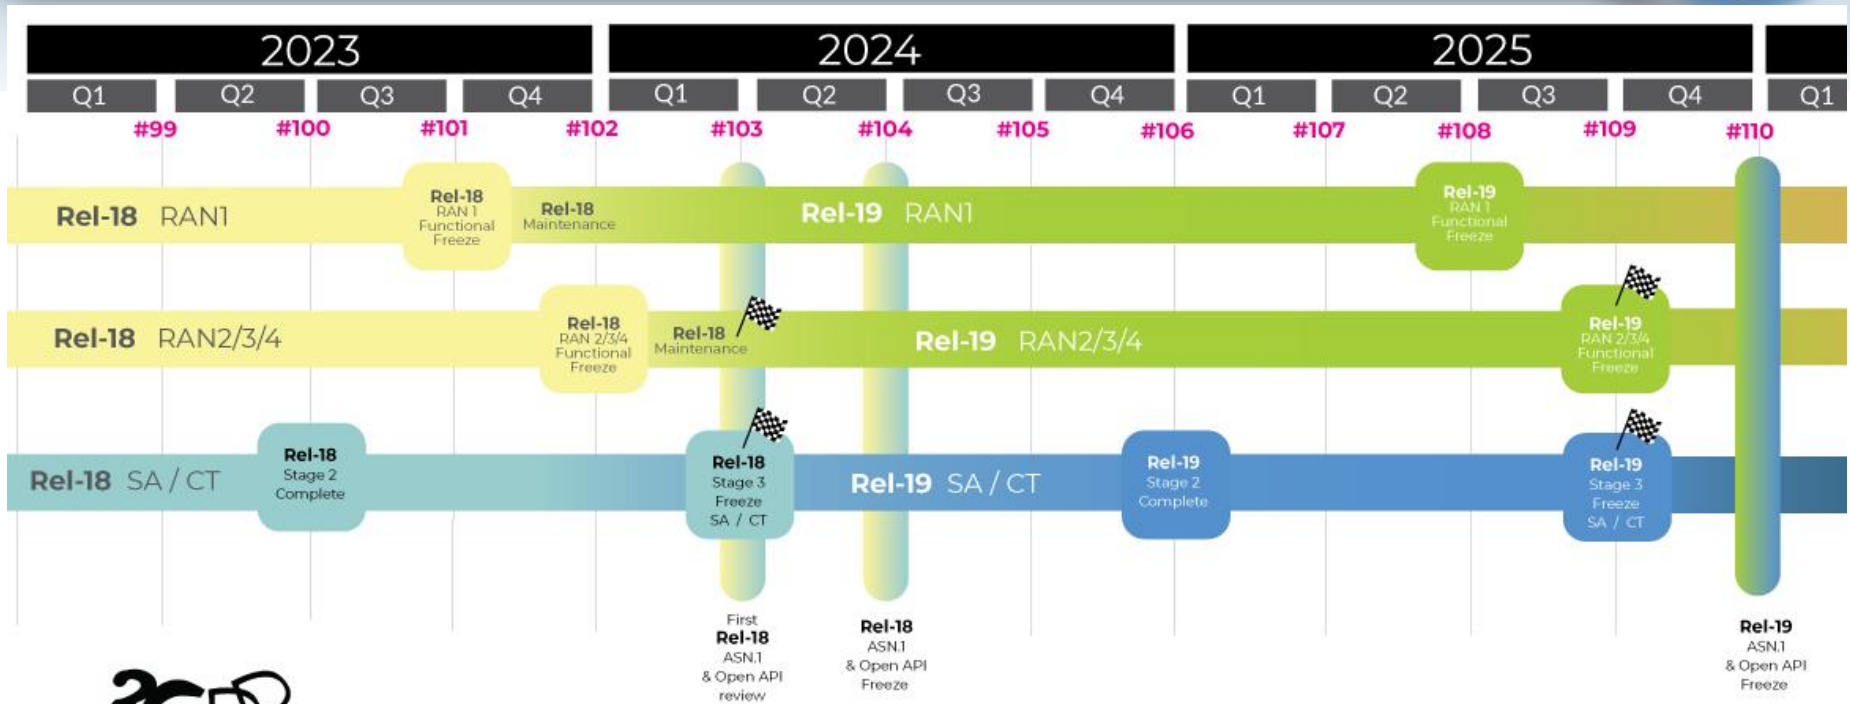 2023 2024 2025
Q1 Q2 Q3 Q4 Q1 Q2 Q3 Q4 Q1 Q2 Q3 Q4 Q1
#99 #100 #101 #102 #103 #104 #105 #106 #107 #108 #109 #110
Rel-18 RAN1
Rel-18
RAN 1
Functional
Freeze
Rel-18
Maintenance
Rel-19 RAN1
Rel-19
RAN 1
Functional
Freeze
Rel-18 RAN2/3/4
Rel-18
RAN 2/3/4
Functional
Freeze
Rel-18
Maintenance
Rel-19 RAN2/3/4
Rel-19
RAN 2/3/4
Functional
Freeze
Rel-18 SA / CT
Rel-18
Stage 2
Complete
Rel-18
Stage 3
Freeze
SA / CT
Rel-19 SA / CT
Rel-19
Stage 2
Complete
Rel-19
Stage 3
Freeze
SA / CT
First
Rel-18
ASN.1
& Open API
review
Rel-18
ASN.1
& Open API
Freeze
Rel-19
ASN.1
& Open API
Freeze